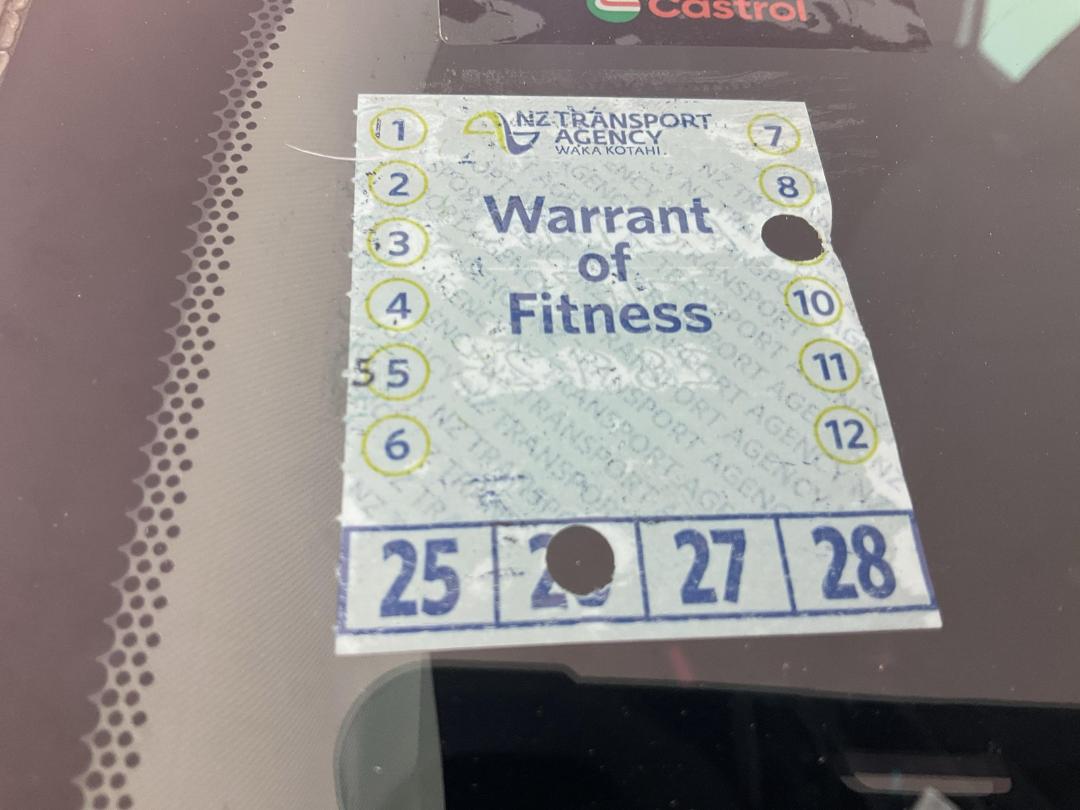 Castrol
NZ TRANSPORT
AGENCY
WAKA KOTAHI
Warrant
of
Fitness
1
2
3
4
5
6
7
8
10
11
12
25 27 28